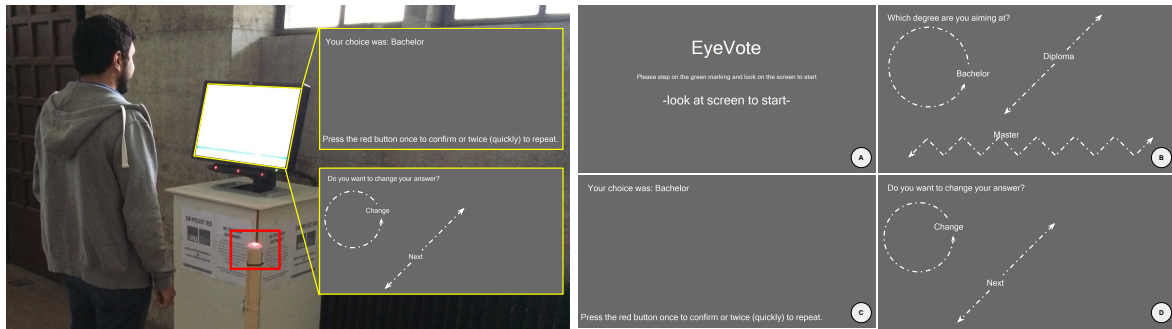 Your choice was: Bachelor
Press the red button once to confirm or twice (quickly) to repeat.
Do you want to change your answer?
Change
Next
EyeVote
Please step on the green marking and look on the screen to start
-look at screen to start-
A
Which degree are you aiming at?
Bachelor
Diploma
Master
B
Your choice was: Bachelor
Press the red button once to confirm or twice (quickly) to repeat.
C
Do you want to change your answer?
Change
Next
D
EIN PROJEKT DER